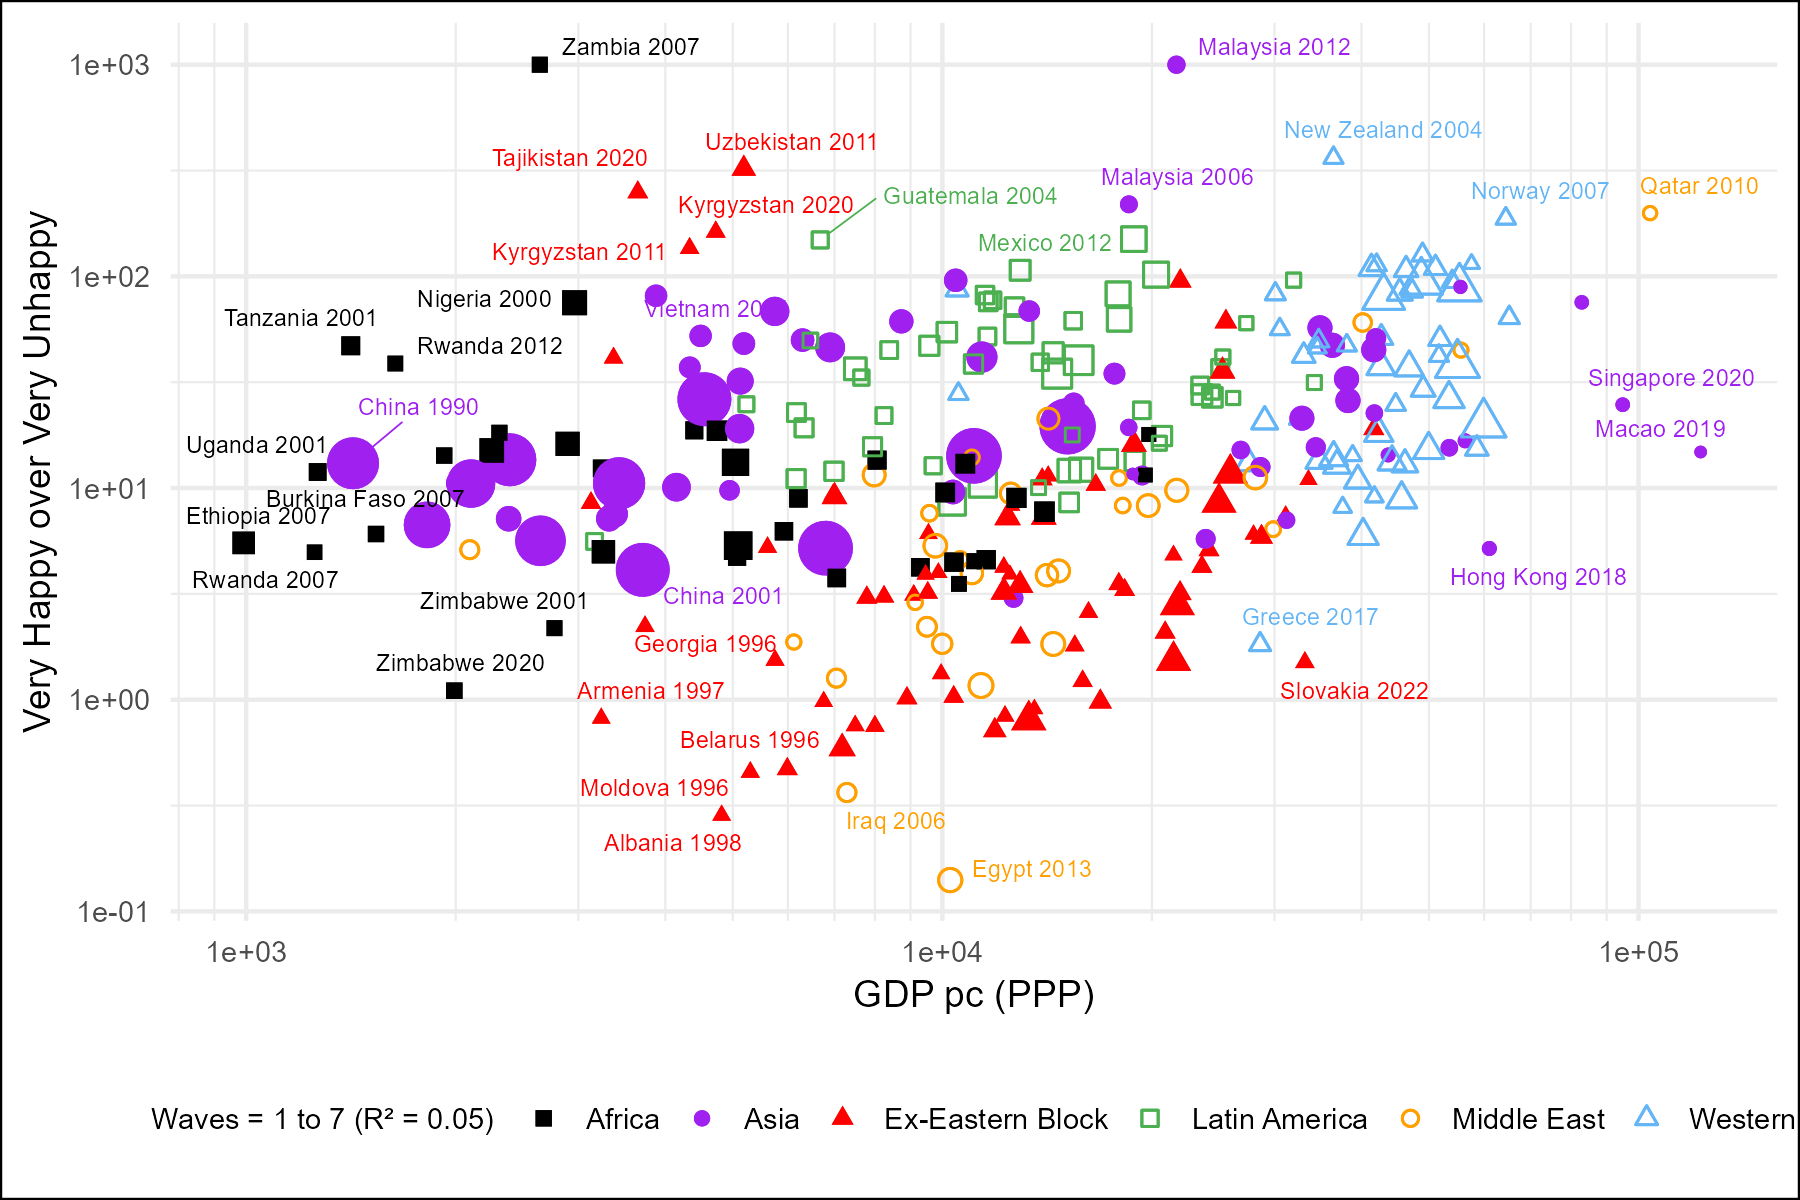 Zambia 2007
Malaysia 2012
1e+03
New Zealand 2004
Uzbekistan 2011
Tajikistan 2020
Malaysia 2006
Qatar 2010
Norway 2007
Guatemala 2004
Kyrgyzstan 2020
Mexico 2012
Kyrgyzstan 2011
1e+02
Nigeria 2000
Vietnam 20
Tanzania 2001
Rwanda 2012
Singapore 2020
China 1990
Macao 2019
Uganda 2001
1e+01
Burkina Faso 2007
Ethiopia 2007
Rwanda 2007
Hong Kong 2018
China 2001
Zimbabwe 2001
Greece 2017
Georgia 1996
Zimbabwe 2020
Armenia 1997
Slovakia 2022
1e+00
Belarus 1996
Moldova 1996
Iraq 2006
Albania 1998
Egypt 2013
1e-01
Very Happy over Very Unhappy
1e+03
1e+04
1e+05
GDP pc (PPP)
Waves = 1 to 7 (R² = 0.05) Africa Asia Ex-Eastern Block Latin America Middle East Western